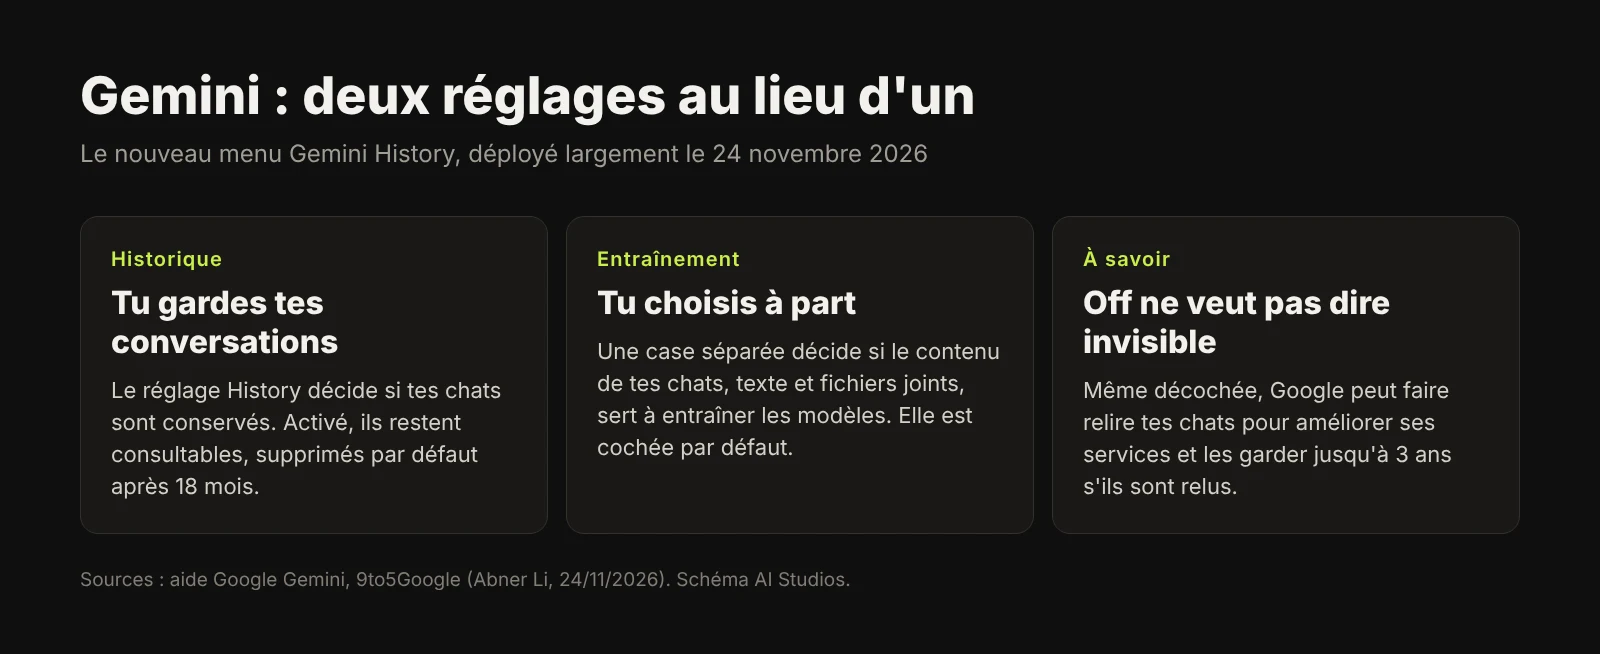 Gemini : deux réglages au lieu d'un
Le nouveau menu Gemini History, déployé largement le 24 novembre 2026
Historique
Tu gardes tes
conversations
Le réglage History décide si tes chats
sont conservés. Activé, ils restent
consultables, supprimés par défaut
après 18 mois.
Entraînement
Tu choisis à part
Une case séparée décide si le contenu
de tes chats, texte et fichiers joints,
sert à entraîner les modèles. Elle est
cochée par défaut.
À savoir
Off ne veut pas dire
invisible
Même décochée, Google peut faire
relire tes chats pour améliorer ses
services et les garder jusqu'à 3 ans
s'ils sont relus.
Sources : aide Google Gemini, 9to5Google (Abner Li, 24/11/2026). Schéma AI Studios.